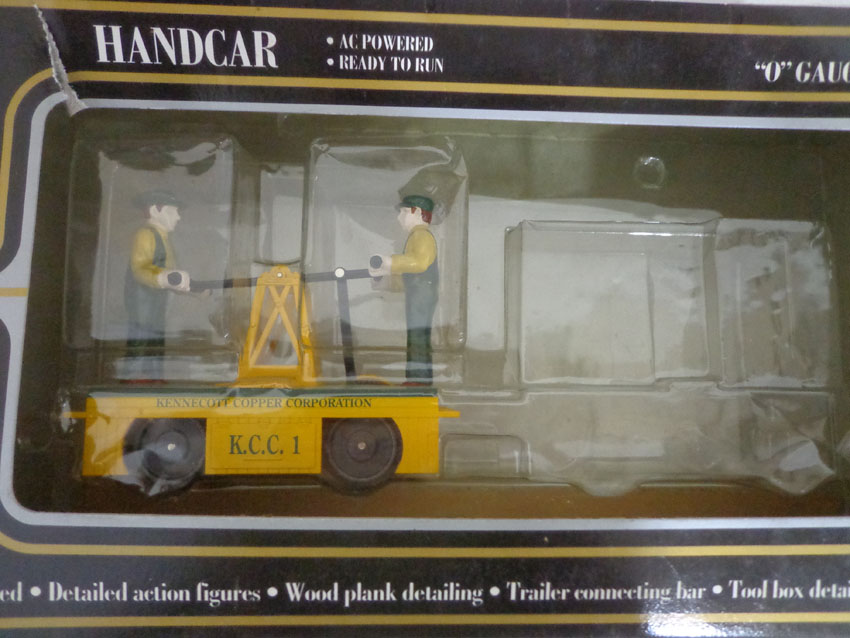 HANDCAR
• AC POWERED
• READY TO RUN
"O" GAUG
KENNECOTT COPPER CORPORATION
K.C.C. 1
ed • Detailed action figures • Wood plank detailing • Trailer connecting bar • Tool box detai